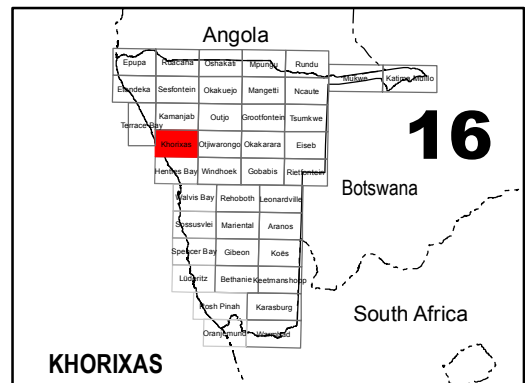 Angola
Epupa Ruacana Oshakati Mpungu Rundu
Mukwe Katima Mulilo
Etendeka Sesfontein Okakuejo Mangetti Ncaute
Terrace Bay Kamanjab Outjo Grootfontein Tsumkwe
16
Khorixas Otjiwarongo Okakarara Eiseb
Henties Bay Windhoek Gobabis Rietfontein
Botswana
Walvis Bay Rehoboth Leonardville
Sossusvlei Mariental Aranos
Spencer Bay Gibeon Koës
Lüderitz Bethanie Keetmanshoop
Rosh Pinah Karasburg
South Africa
Oranjemund Warmbad
KHORIXAS